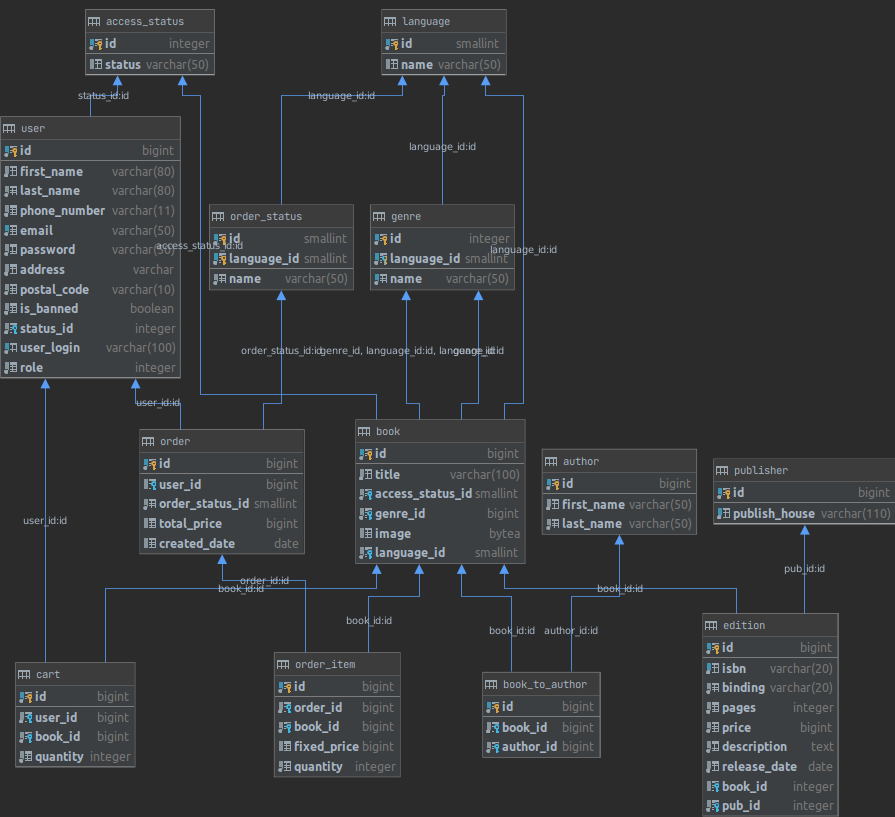 access_status
id integer
status varchar(50)
language
id smallint
name varchar(50)
status_id:id
language_id:id
language_id:id
user
id bigint
first_name varchar(80)
last_name varchar(80)
phone_number varchar(11)
email varchar(50)
password varchar(50)
address varchar
postal_code varchar(10)
is_banned boolean
status_id integer
user_login varchar(100)
role integer
access_status_id:id
order_status
id smallint
language_id smallint
name varchar(50)
genre
id integer
language_id smallint
name varchar(50)
language_id:id
order_status_id:id
genre_id, language_id:id, language_id
genre_id:id
user_id:id
order
id bigint
user_id bigint
order_status_id smallint
total_price bigint
created_date date
book
id bigint
title varchar(100)
access_status_id smallint
genre_id bigint
image bytea
language_id smallint
author
id bigint
first_name varchar(50)
last_name varchar(50)
publisher
id bigint
publish_house varchar(110)
user_id:id
order_id:id
book_id:id
book_id:id
book_id:id
author_id:id
book_id:id
pub_id:id
cart
id bigint
user_id bigint
book_id bigint
quantity integer
order_item
id bigint
order_id bigint
book_id bigint
fixed_price bigint
quantity integer
book_to_author
id bigint
book_id bigint
author_id bigint
edition
id bigint
isbn varchar(20)
binding varchar(20)
pages integer
price bigint
description text
release_date date
book_id integer
pub_id integer